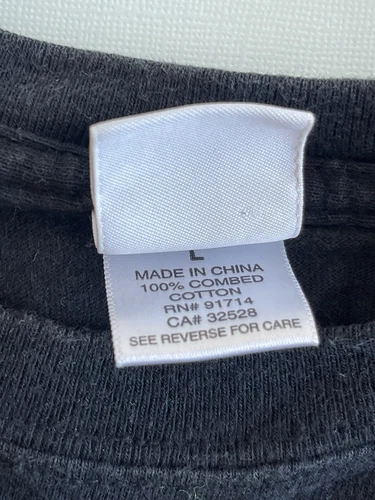 L
MADE IN CHINA
100% COMBED
COTTON
RN# 91714
CA# 32528
SEE REVERSE FOR CARE